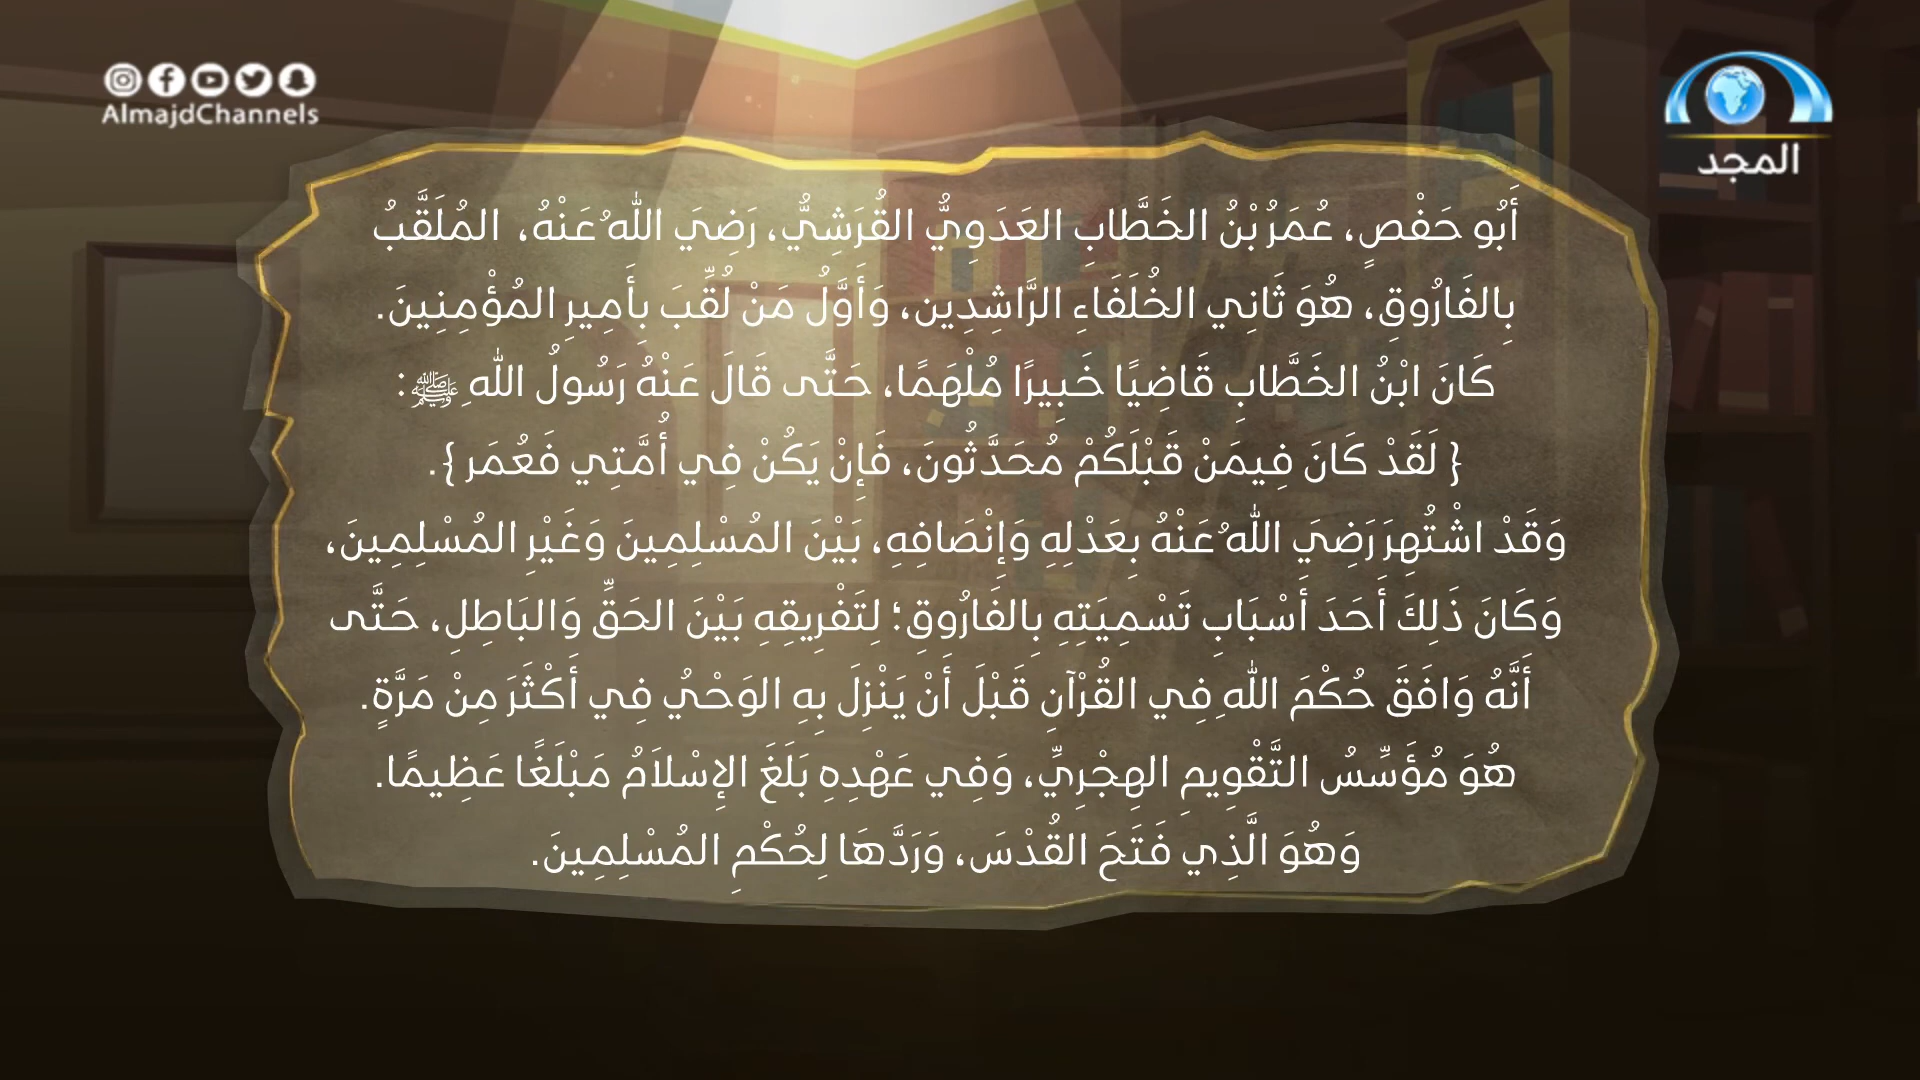 AlmajdChannels
المجد
أَبُو حَفْصٍ، عُمَرُ بْنُ الخَطَّابِ العَدَوِيُّ القُرَشِيُّ، رَضِيَ اللهُ عَنْهُ، المُلَقَّبُ
بِالفَارُوقِ، هُوَ ثَانِي الخُلَفَاءِ الرَّاشِدِين، وَأَوَّلُ مَنْ لُقِّبَ بِأَمِيرِ المُؤْمِنِينَ.
كَانَ ابْنُ الخَطَّابِ قَاضِيًا خَبِيرًا مُلْهَمًا، حَتَّى قَالَ عَنْهُ رَسُولُ اللهِ ﷺ:
{ لَقَدْ كَانَ فِيمَنْ قَبْلَكُمْ مُحَدَّثُونَ، فَإِنْ يَكُنْ فِي أُمَّتِي فَعُمَر }.
وَقَدْ اشْتُهِرَ رَضِيَ اللهُ عَنْهُ بِعَدْلِهِ وَإِنْصَافِهِ، بَيْنَ المُسْلِمِينَ وَغَيْرِ المُسْلِمِينَ،
وَكَانَ ذَلِكَ أَحَدَ أَسْبَابِ تَسْمِيَتِهِ بِالفَارُوقِ؛ لِتَفْرِيقِهِ بَيْنَ الحَقِّ وَالبَاطِلِ، حَتَّى
أَنَّهُ وَافَقَ حُكْمَ اللهِ فِي القُرْآنِ قَبْلَ أَنْ يَنْزِلَ بِهِ الوَحْيُ فِي أَكْثَرَ مِنْ مَرَّةٍ.
هُوَ مُؤَسِّسُ التَّقْوِيمِ الهِجْرِيِّ، وَفِي عَهْدِهِ بَلَغَ الإِسْلاَمُ مَبْلَغًا عَظِيمًا.
وَهُوَ الَّذِي فَتَحَ القُدْسَ، وَرَدَّهَا لِحُكْمِ المُسْلِمِينَ.